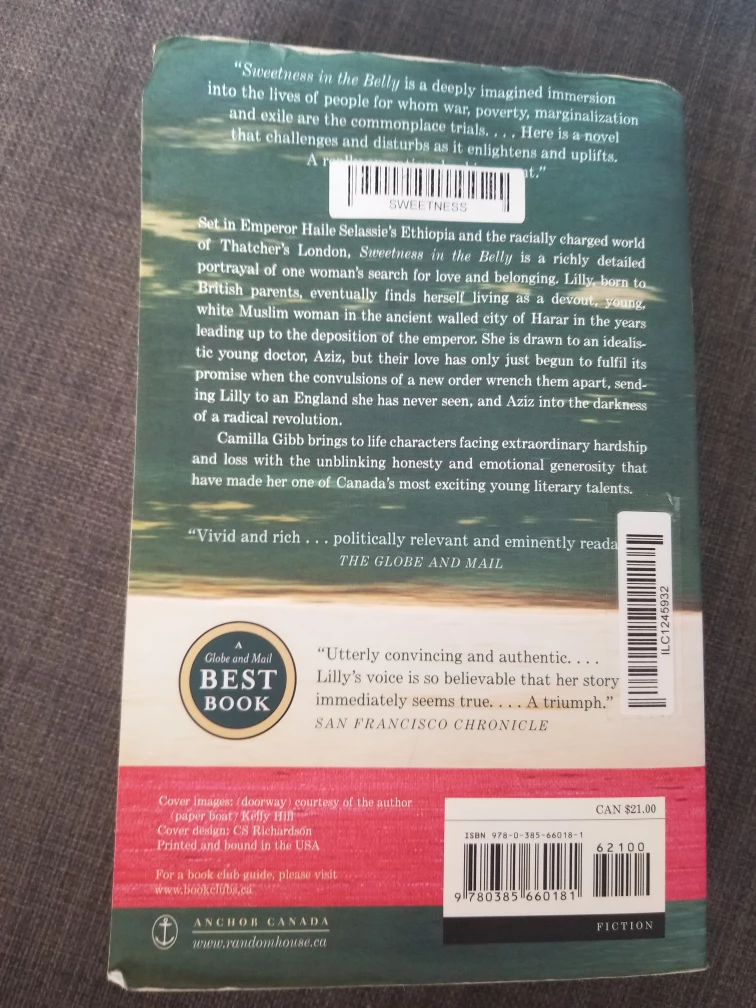 “Sweetness in the Belly is a deeply imagined immersion
into the lives of people for whom war, poverty, marginalization
and exile are the commonplace trials. . . . Here is a novel
that challenges and disturbs as it enlightens and uplifts.
A
SWEETNESS
Set in Emperor Haile Selassie’s Ethiopia and the racially charged world
of Thatcher’s London, Sweetness in the Belly is a richly detailed
portrayal of one woman’s search for love and belonging. Lilly, born to
British parents, eventually finds herself living as a devout, young,
white Muslim woman in the ancient walled city of Harar in the years
leading up to the deposition of the emperor. She is drawn to an idealis-
tic young doctor, Aziz, but their love has only just begun to fulfil its
promise when the convulsions of a new order wrench them apart, send-
ing Lilly to an England she has never seen, and Aziz into the darkness
of a radical revolution.
Camilla Gibb brings to life characters facing extraordinary hardship
and loss with the unblinking honesty and emotional generosity that
have made her one of Canada’s most exciting young literary talents.
“Vivid and rich . . . politically relevant and eminently reada
THE GLOBE AND MAIL
ILC1245932
A
Globe and Mail
BEST
BOOK
“Utterly convincing and authentic. . . .
Lilly’s voice is so believable that her story
immediately seems true. . . . A triumph.”
SAN FRANCISCO CHRONICLE
Cover images: (doorway) courtesy of the author
(paper boat) Kelly Hill
Cover design: CS Richardson
Printed and bound in the USA
For a book club guide, please visit
www.bookclubs.ca
ANCHOR CANADA
www.randomhouse.ca
CAN $21.00
ISBN 978-0-385-66018-1
62100
9 780385 660181
FICTION